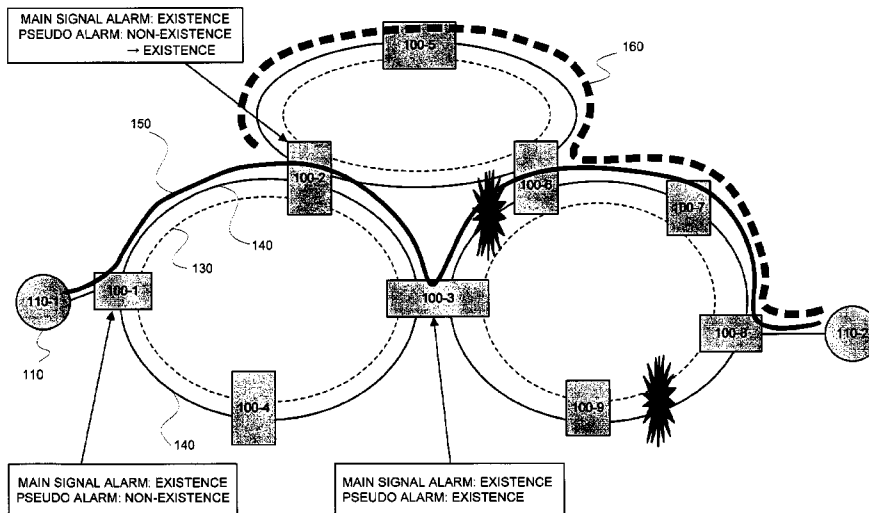 MAIN SIGNAL ALARM: EXISTENCE
PSEUDO ALARM: NON-EXISTENCE
→ EXISTENCE
100-5
160
150
100-2
100-6
140
100-7
130
110-1
100-1
100-3
100-8
110-2
110
100-4
100-9
140
MAIN SIGNAL ALARM: EXISTENCE
PSEUDO ALARM: NON-EXISTENCE
MAIN SIGNAL ALARM: EXISTENCE
PSEUDO ALARM: EXISTENCE